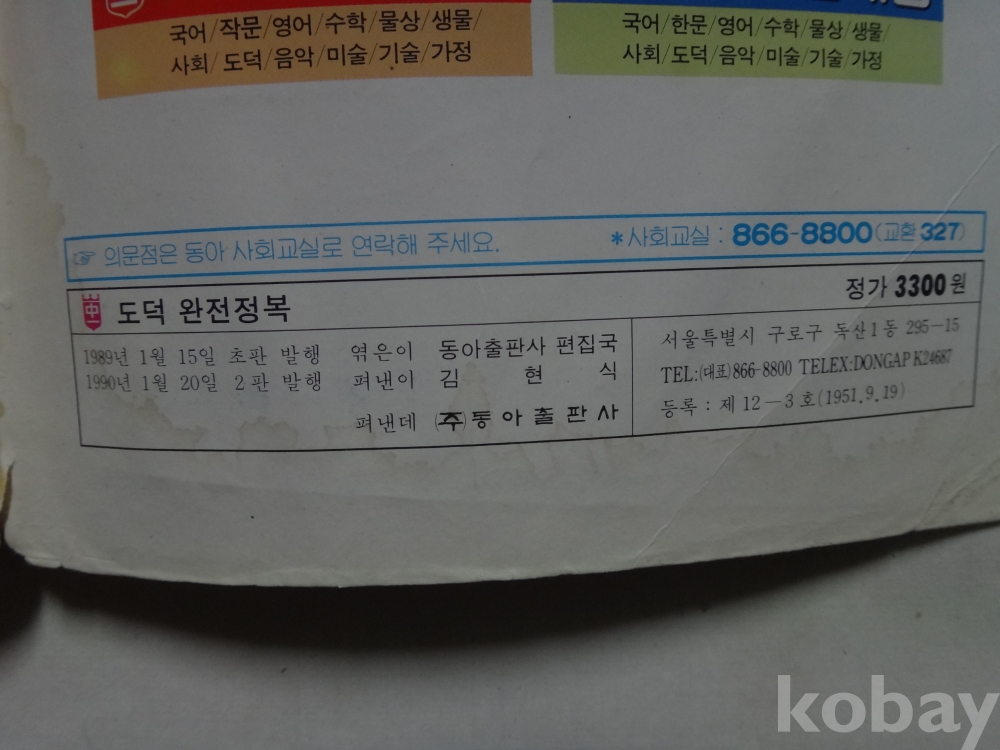 국어/작문/영어/수학/물상/생물/
사회/도덕/음악/미술/기술/가정
국어/한문/영어/수학/물상/생물/
사회/도덕/음악/미술/기술/가정
☞ 의문점은 동아 사회교실로 연락해 주세요. *사회교실 : 866-8800(교환 327)
中一 도덕 완전정복 정가 3300원
1989년 1월 15일 초판 발행 엮은이 동아출판사 편집국
1990년 1월 20일 2판 발행 펴낸이 김 현 식
펴낸데 (주)동아출판사
서울특별시 구로구 독산1동 295-15
TEL:(대표)866-8800 TELEX:DONGAP K24687
등록 : 제 12-3 호(1951.9.19)
kobay